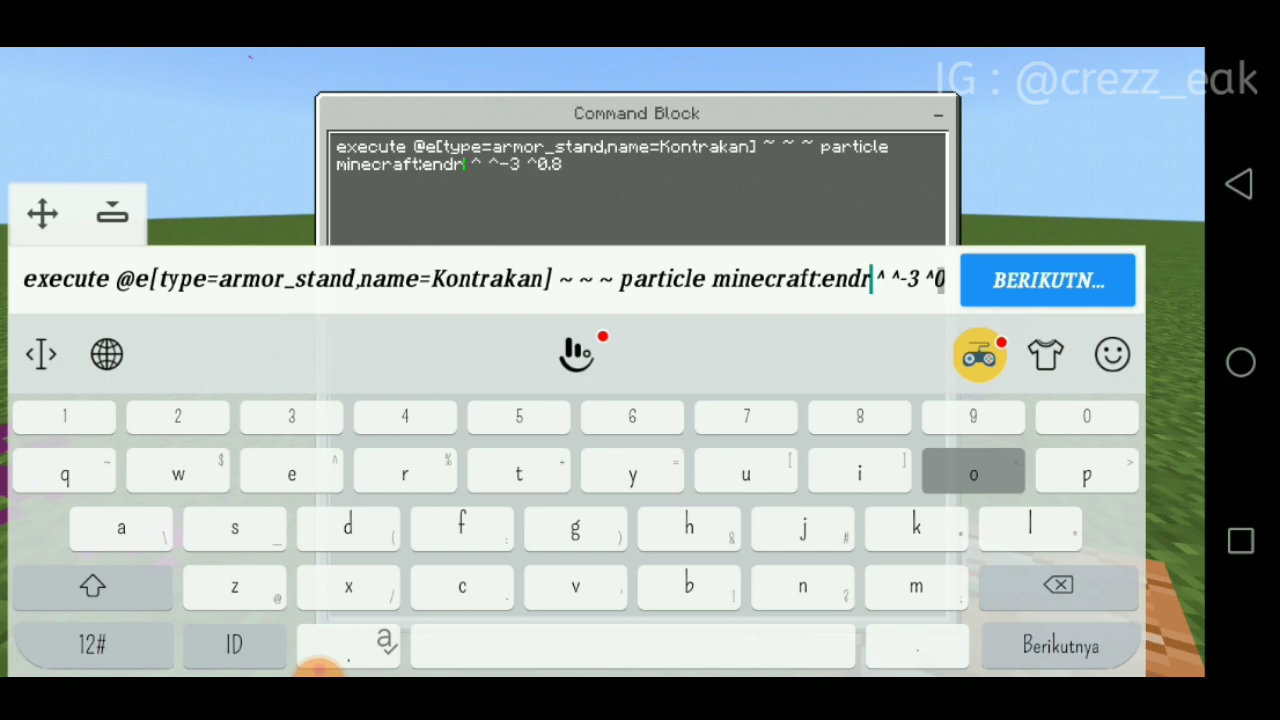 IG : @crezz_eak
Command Block
execute @e[type=armor_stand,name=Kontrakan] ~ ~ ~ particle
minecraft:endr ^ ^-3 ^0.8
execute @e[type=armor_stand,name=Kontrakan] ~ ~ ~ particle minecraft:endr ^ ^-3 ^0
BERIKUTN...
1 2 3 4 5 6 7 8 9 0
q ~ w $ e ^ r % t + y = u [ i ] o < p >
a \ s _ d ( f : g ) h & j # k * l "
z @ x / c - v ' b ! n ? m ;
12# ID . a . Berikutnya